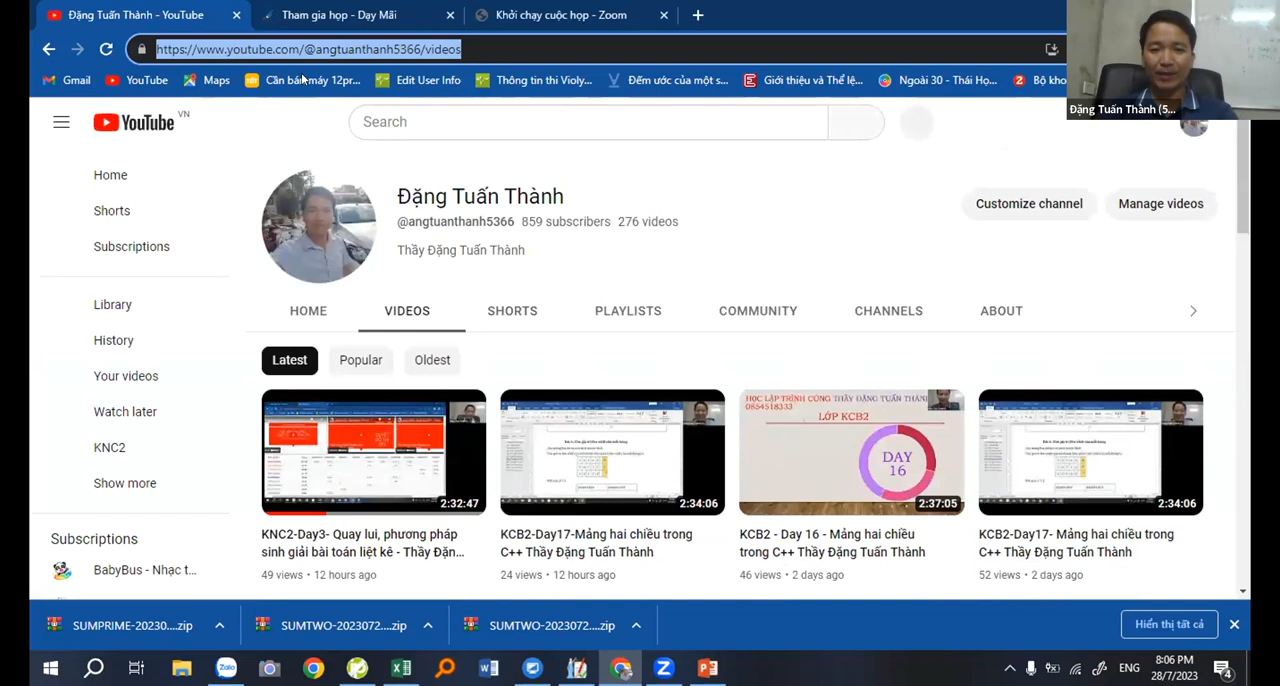 Đặng Tuấn Thành - YouTube
Tham gia họp - Dạy Mãi
Khởi chạy cuộc họp - Zoom
https://www.youtube.com/@angtuanthanh5366/videos
Gmail
YouTube
Maps
Cần bán máy 12pr...
Edit User Info
Thông tin thi Violy...
Đếm ước của một s...
Giới thiệu và Thể lệ...
Ngoài 30 - Thái Họ...
Bộ kho
Đặng Tuấn Thành (5...
YouTube VN
Search
Home
Shorts
Subscriptions
Library
History
Your videos
Watch later
KNC2
Show more
Subscriptions
BabyBus - Nhạc t...
Đặng Tuấn Thành
@angtuanthanh5366 859 subscribers 276 videos
Thầy Đặng Tuấn Thành
Customize channel
Manage videos
HOME
VIDEOS
SHORTS
PLAYLISTS
COMMUNITY
CHANNELS
ABOUT
Latest
Popular
Oldest
2:32:47
2:34:06
HỌC LẬP TRÌNH CÙNG THẦY ĐẶNG TUẤN THÀNH
0854518333
LỚP KCB2
DAY
16
2:37:05
2:34:06
KNC2-Day3- Quay lui, phương pháp
sinh giải bài toán liệt kê - Thầy Đặn...
49 views • 12 hours ago
KCB2-Day17-Mảng hai chiều trong
C++ Thầy Đặng Tuấn Thành
24 views • 12 hours ago
KCB2 - Day 16 - Mảng hai chiều
trong C++ Thầy Đặng Tuấn Thành
46 views • 2 days ago
KCB2-Day17- Mảng hai chiều trong
C++ Thầy Đặng Tuấn Thành
52 views • 2 days ago
SUMPRIME-20230....zip
SUMTWO-2023072....zip
SUMTWO-2023072....zip
Hiển thị tất cả
Zalo
ENG
8:06 PM
28/7/2023
4